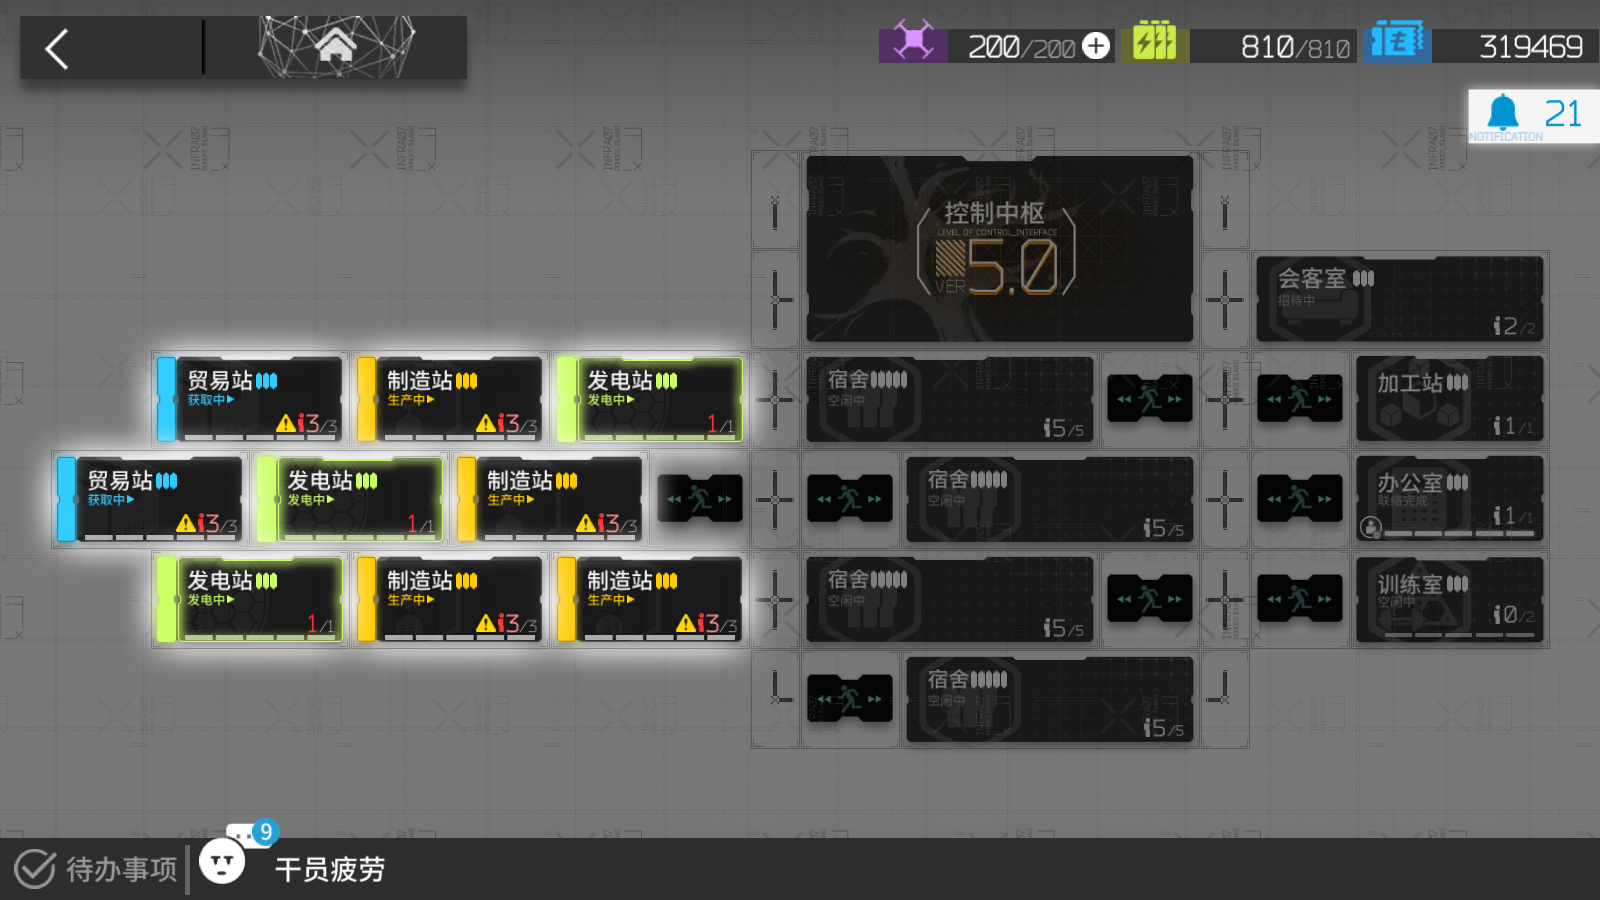 200/200
810/810
319469
21
NOTIFICATION
控制中枢
LEVEL OF CONTROL_INTERFACE
VER 5.0
会客室
招待中
2/2
贸易站
获取中
3/3
制造站
生产中
3/3
发电站
发电中
1/1
宿舍
空闲中
5/5
加工站
1/1
贸易站
获取中
3/3
发电站
发电中
1/1
制造站
生产中
3/3
宿舍
空闲中
5/5
办公室
联络完成
1/1
发电站
发电中
1/1
制造站
生产中
3/3
制造站
生产中
3/3
宿舍
空闲中
5/5
训练室
空闲中
0/2
宿舍
空闲中
5/5
待办事项
9
干员疲劳